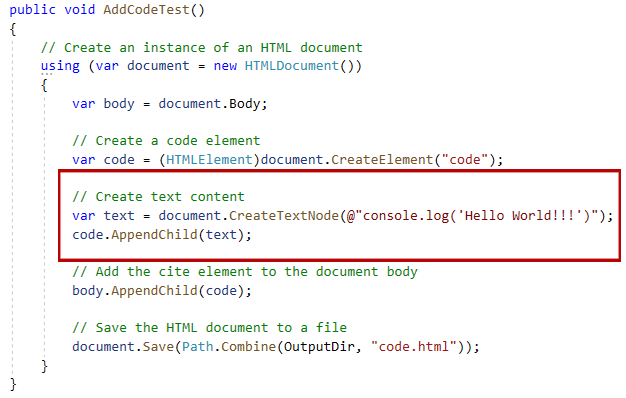 public void AddCodeTest()
{
    // Create an instance of an HTML document
    using (var document = new HTMLDocument())
    {
        var body = document.Body;

        // Create a code element
        var code = (HTMLElement)document.CreateElement("code");

        // Create text content
        var text = document.CreateTextNode(@"console.log('Hello World!!!')");
        code.AppendChild(text);

        // Add the cite element to the document body
        body.AppendChild(code);

        // Save the HTML document to a file
        document.Save(Path.Combine(OutputDir, "code.html"));
    }
}